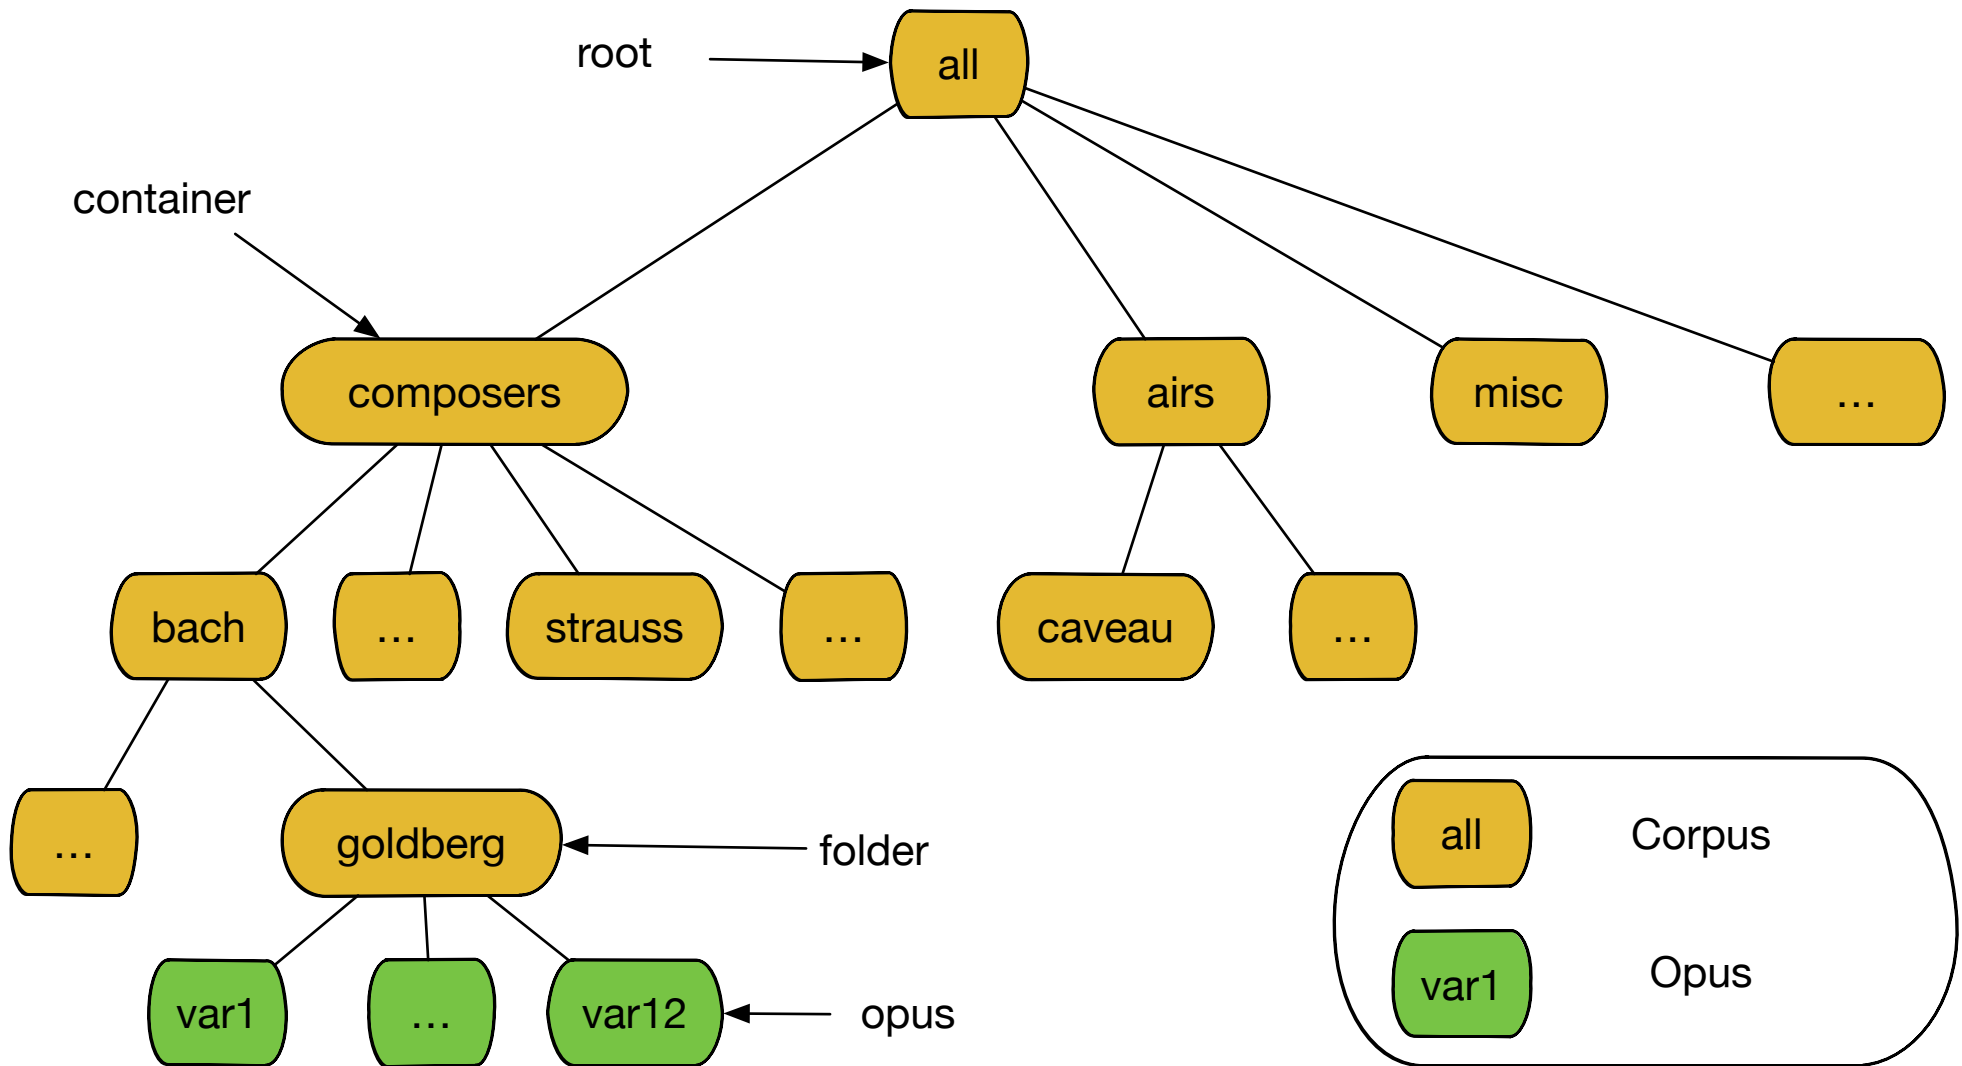 root
all
container
composers
airs
misc
...
bach
...
strauss
...
caveau
...
...
goldberg
folder
all
Corpus
var1
...
var12
opus
var1
Opus